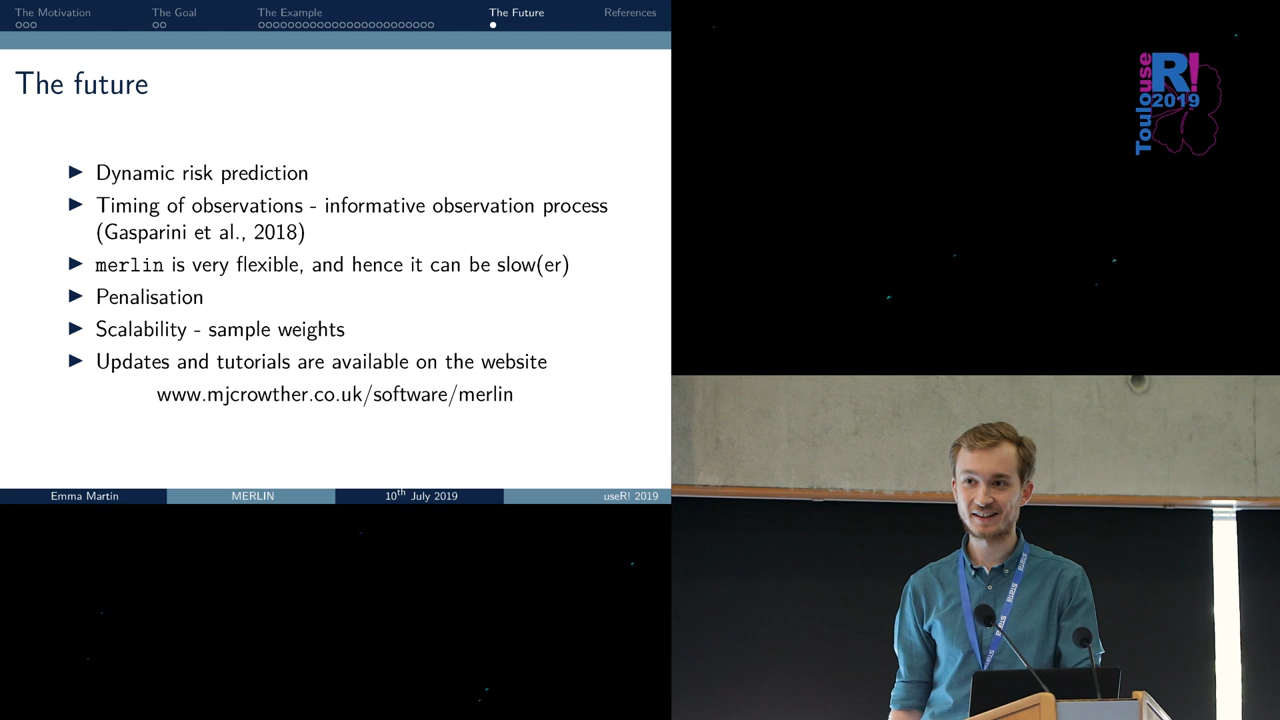 The Motivation The Goal The Example The Future References
The future
Dynamic risk prediction
Timing of observations - informative observation process
(Gasparini et al., 2018)
merlin is very flexible, and hence it can be slow(er)
Penalisation
Scalability - sample weights
Updates and tutorials are available on the website
www.mjcrowther.co.uk/software/merlin
Emma Martin MERLIN 10th July 2019 useR! 2019
Toulouse
R!
2019